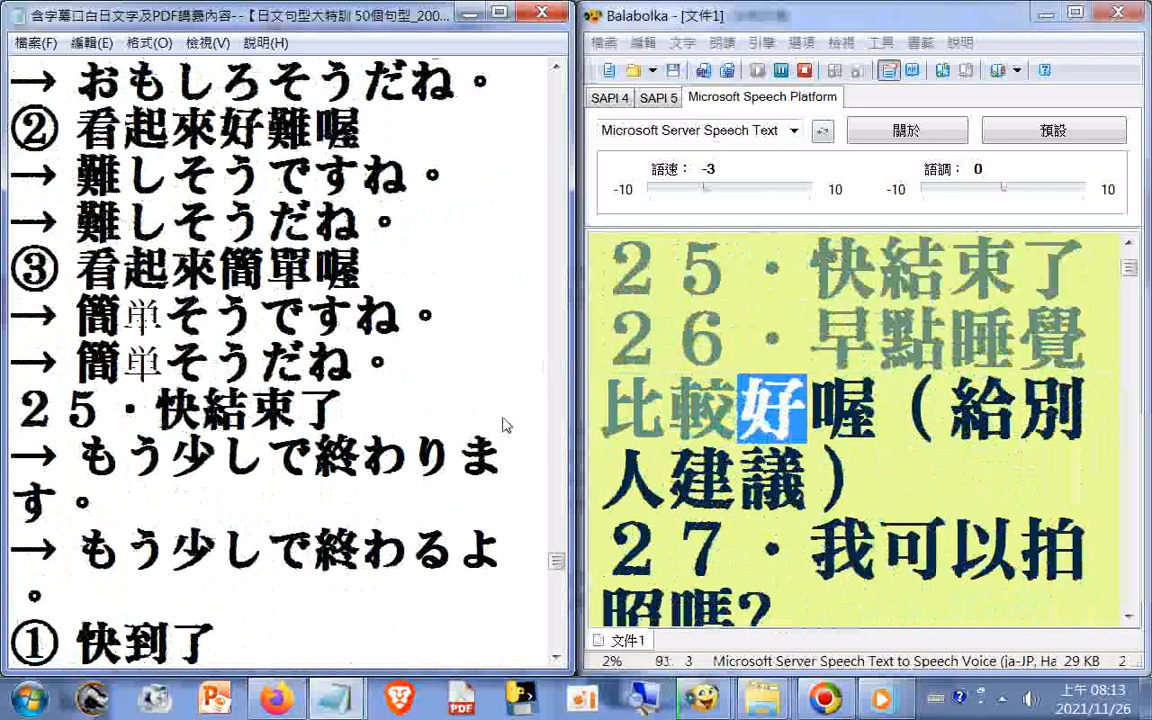 含字幕口白日文字及PDF講義內容--【日文句型大特訓 50個句型_200...
檔案(F) 編輯(E) 格式(O) 檢視(V) 說明(H)
→ おもしろそうだね。
② 看起來好難喔
→ 難しそうですね。
→ 難しそうだね。
③ 看起來簡單喔
→ 簡単そうですね。
→ 簡単そうだね。
25．快結束了
→ もう少しで終わりま
す。
→ もう少しで終わるよ
。
① 快到了
Balabolka - [文件1]
檔案 編輯 文字 朗讀 引擎 選項 檢視 工具 書籤 說明
SAPI 4 SAPI 5 Microsoft Speech Platform
Microsoft Server Speech Text 關於 預設
語速： -3 語調： 0
-10 10 -10 10
25．快結束了
26．早點睡覺
比較好喔（給別
人建議）
27．我可以拍
照嗎?
文件1
2% 93 3 Microsoft Server Speech Text to Speech Voice (ja-JP, Ha 29 KB 2
PDF
上午 08:13
2021/11/26